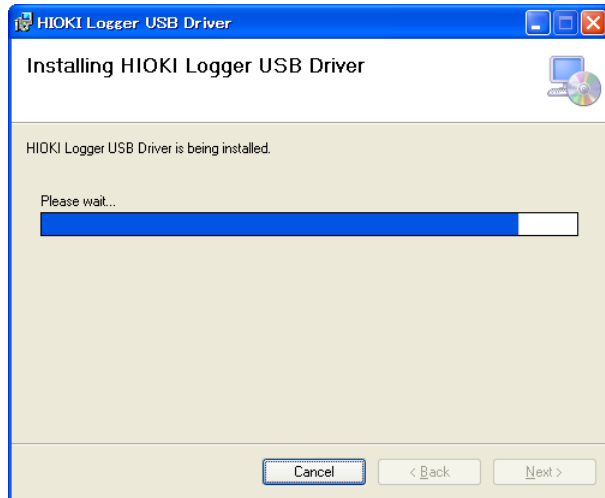 HIOKI Logger USB Driver
Installing HIOKI Logger USB Driver
HIOKI Logger USB Driver is being installed.
Please wait...
Cancel
< Back
Next >